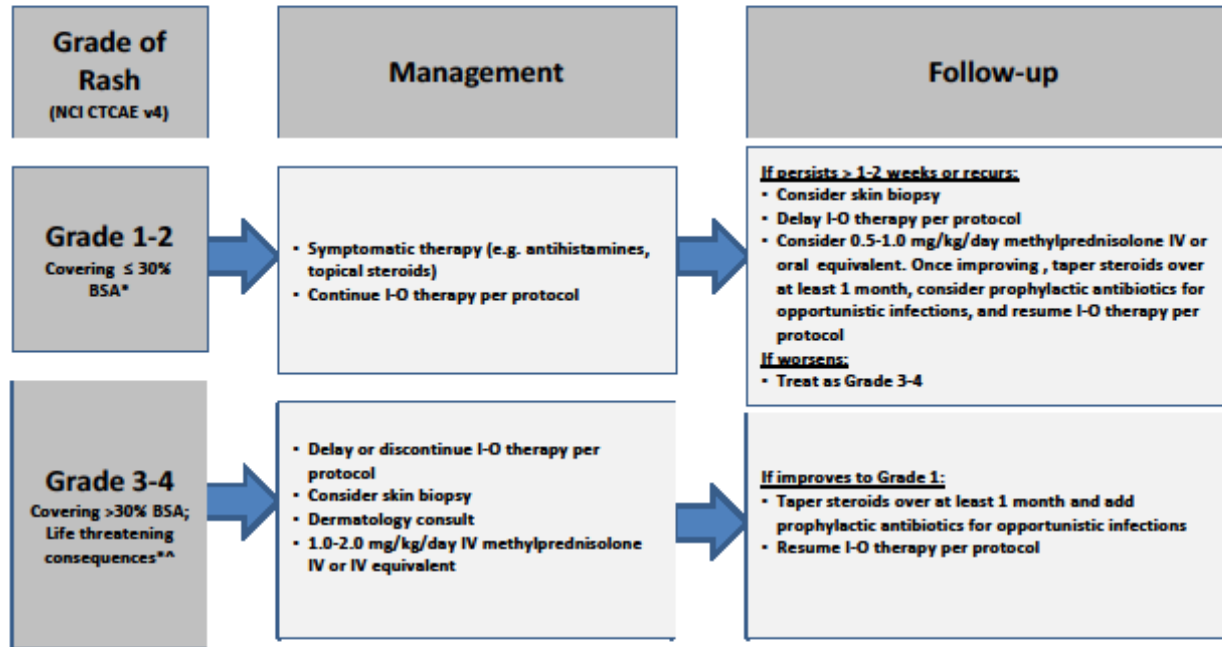 Grade of
Rash
(NCI CTCAE v4)
Management
Follow-up
Grade 1-2
Covering ≤ 30%
BSA*
▪ Symptomatic therapy (e.g. antihistamines,
topical steroids)
▪ Continue I-O therapy per protocol
If persists > 1-2 weeks or recurs:
▪ Consider skin biopsy
▪ Delay I-O therapy per protocol
▪ Consider 0.5-1.0 mg/kg/day methylprednisolone IV or
oral equivalent. Once improving , taper steroids over
at least 1 month, consider prophylactic antibiotics for
opportunistic infections, and resume I-O therapy per
protocol
If worsens:
▪ Treat as Grade 3-4
Grade 3-4
Covering >30% BSA;
Life threatening
consequences*^
▪ Delay or discontinue I-O therapy per
protocol
▪ Consider skin biopsy
▪ Dermatology consult
▪ 1.0-2.0 mg/kg/day IV methylprednisolone
IV or IV equivalent
If improves to Grade 1:
▪ Taper steroids over at least 1 month and add
prophylactic antibiotics for opportunistic infections
▪ Resume I-O therapy per protocol